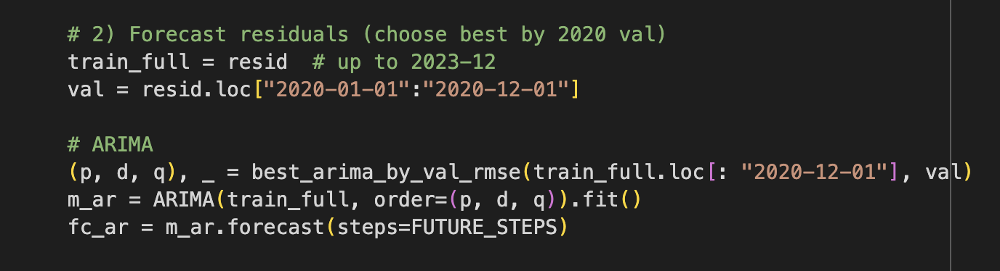 # 2) Forecast residuals (choose best by 2020 val)
train_full = resid  # up to 2023-12
val = resid.loc["2020-01-01":"2020-12-01"]
# ARIMA
(p, d, q), _ = best_arima_by_val_rmse(train_full.loc[: "2020-12-01"], val)
m_ar = ARIMA(train_full, order=(p, d, q)).fit()
fc_ar = m_ar.forecast(steps=FUTURE_STEPS)